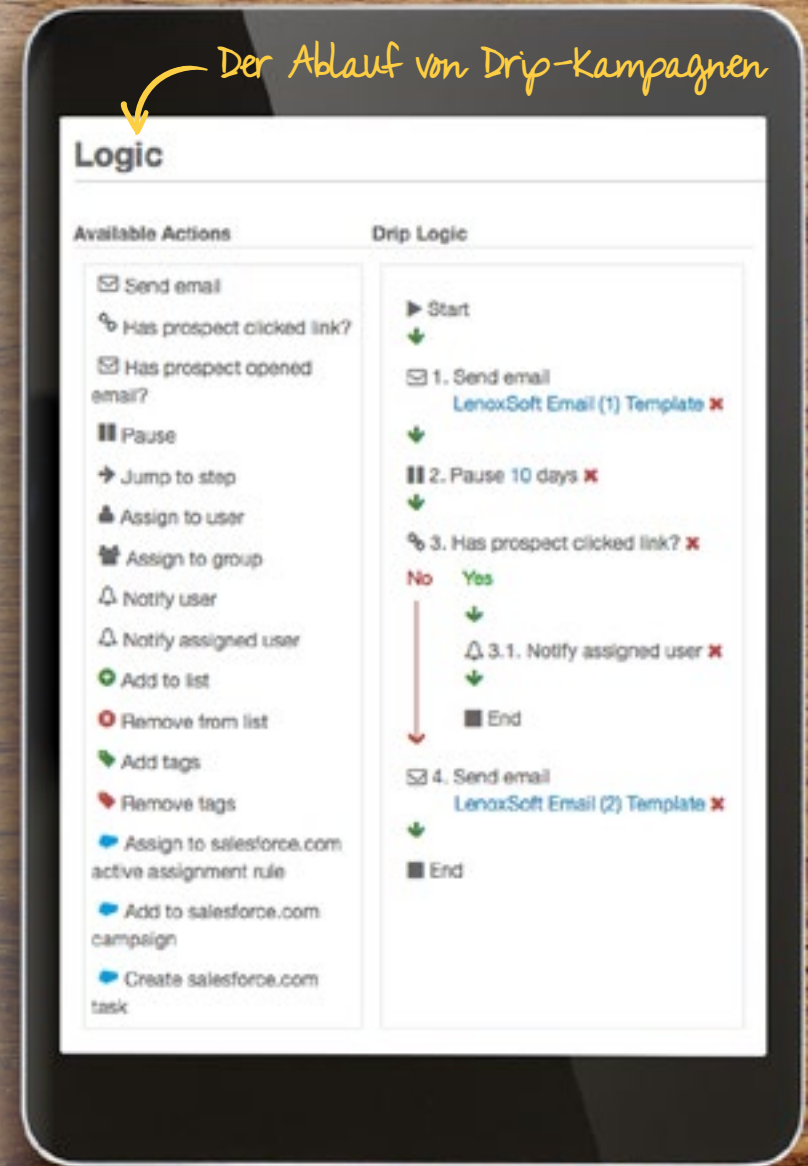 Der Ablauf von Drip-Kampagnen
Logic
Available Actions
Send email
Has prospect clicked link?
Has prospect opened
email?
Pause
Jump to step
Assign to user
Assign to group
Notify user
Notify assigned user
Add to list
Remove from list
Add tags
Remove tags
Assign to salesforce.com
active assignment rule
Add to salesforce.com
campaign
Create salesforce.com
task
Drip Logic
Start
1. Send email
LenoxSoft Email (1) Template
2. Pause 10 days
3. Has prospect clicked link?
No Yes
3.1. Notify assigned user
End
4. Send email
LenoxSoft Email (2) Template
End